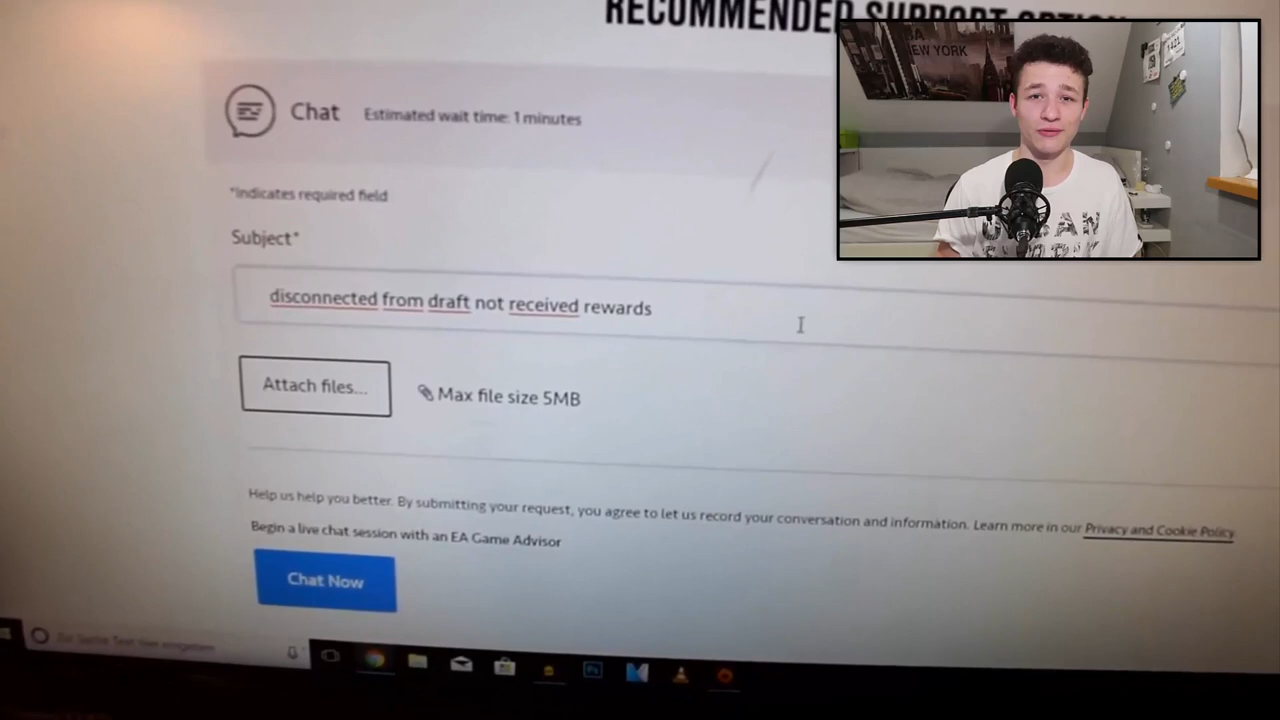 RECOMMENDED SUPPORT OPTION
Chat
Estimated wait time: 1 minutes
*Indicates required field
Subject*
disconnected from draft not received rewards
Attach files...
Max file size 5MB
Help us help you better. By submitting your request, you agree to let us record your conversation and information. Learn more in our Privacy and Cookie Policy
Begin a live chat session with an EA Game Advisor
Chat Now
EW YORK